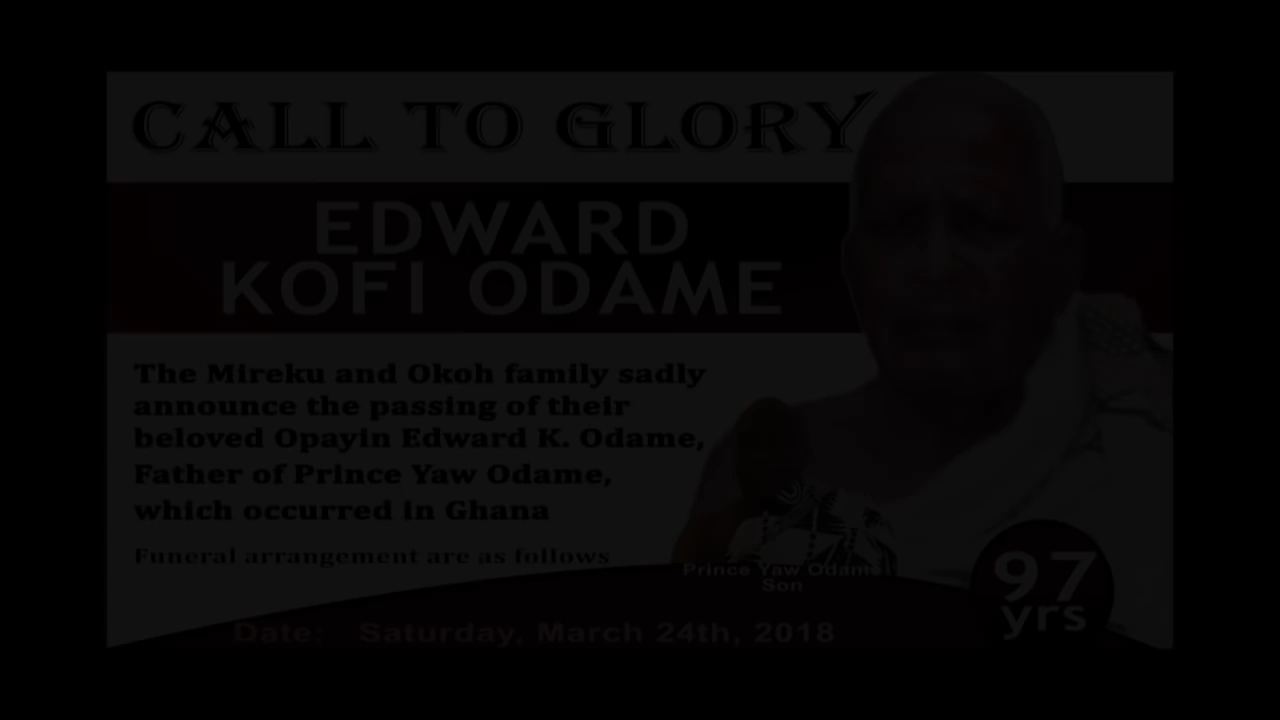 CALL TO GLORY
EDWARD
KOFI ODAME
The Mireku and Okoh family sadly
announce the passing of their
beloved Opayin Edward K. Odame,
Father of Prince Yaw Odame,
which occurred in Ghana
Funeral arrangement are as follows
Prince Yaw Odame
Son
97
yrs
Date: Saturday, March 24th, 2018